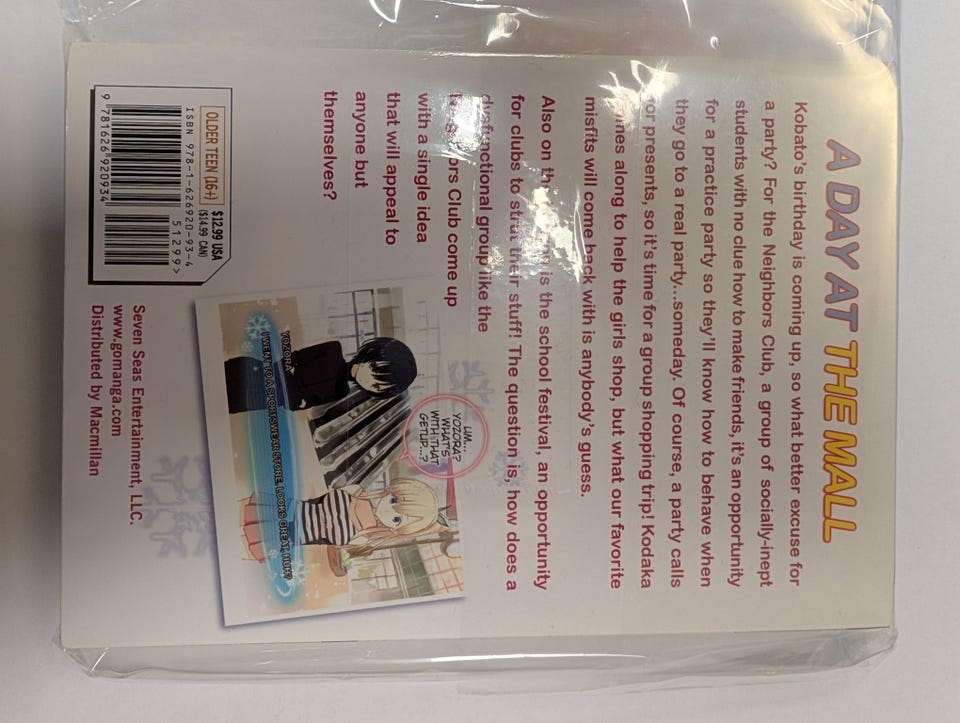 A DAY AT THE MALL
Kobato's birthday is coming up, so what better excuse for
a party? For the Neighbors Club, a group of socially-inept
students with no clue how to make friends, it's an opportunity
for a practice party so they'll know how to behave when
they go to a real party...someday. Of course, a party calls
for presents, so it's time for a group shopping trip! Kodaka
comes along to help the girls shop, but what our favorite
misfits will come back with is anybody's guess.
Also on the is the school festival, an opportunity
for clubs to strut their stuff! The question is, how does a
dysfunctional group like the
Neighbors Club come up
with a single idea
that will appeal to
anyone but
themselves?
UM...
YOZORA?
WHAT'S
WITH THAT
GETUP...?
YOZORA
I WENT TO A SPORTSWEAR STORE. LOOKS GREAT, HUH?
OLDER TEEN (16+)
$12.99 USA
($14.99 CAN)
ISBN 978-1-626920-93-4
51299>
9 781626 920934
Seven Seas Entertainment, LLC.
www.gomanga.com
Distributed by Macmillan